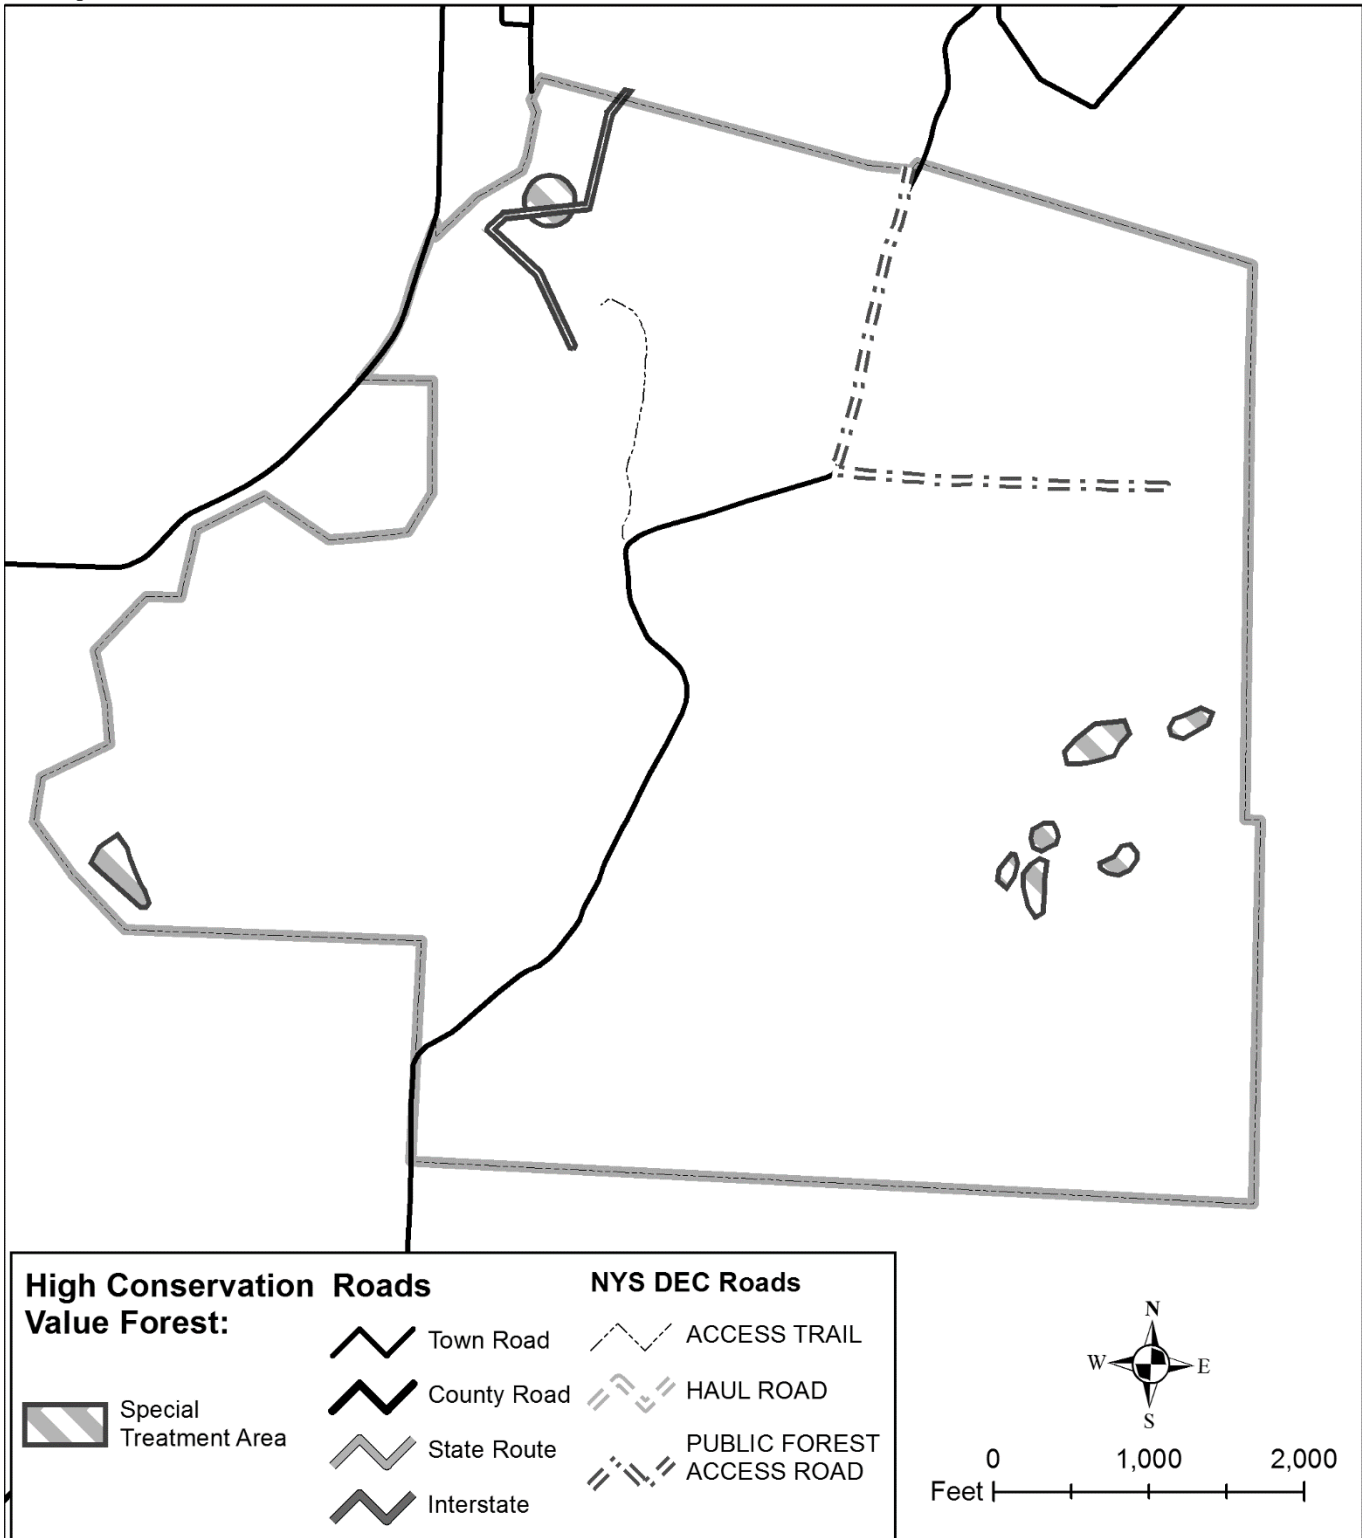 High Conservation
Value Forest:
Special
Treatment Area
Roads
Town Road
County Road
State Route
Interstate
NYS DEC Roads
ACCESS TRAIL
HAUL ROAD
PUBLIC FOREST
ACCESS ROAD
N
W E
S
0 1,000 2,000
Feet